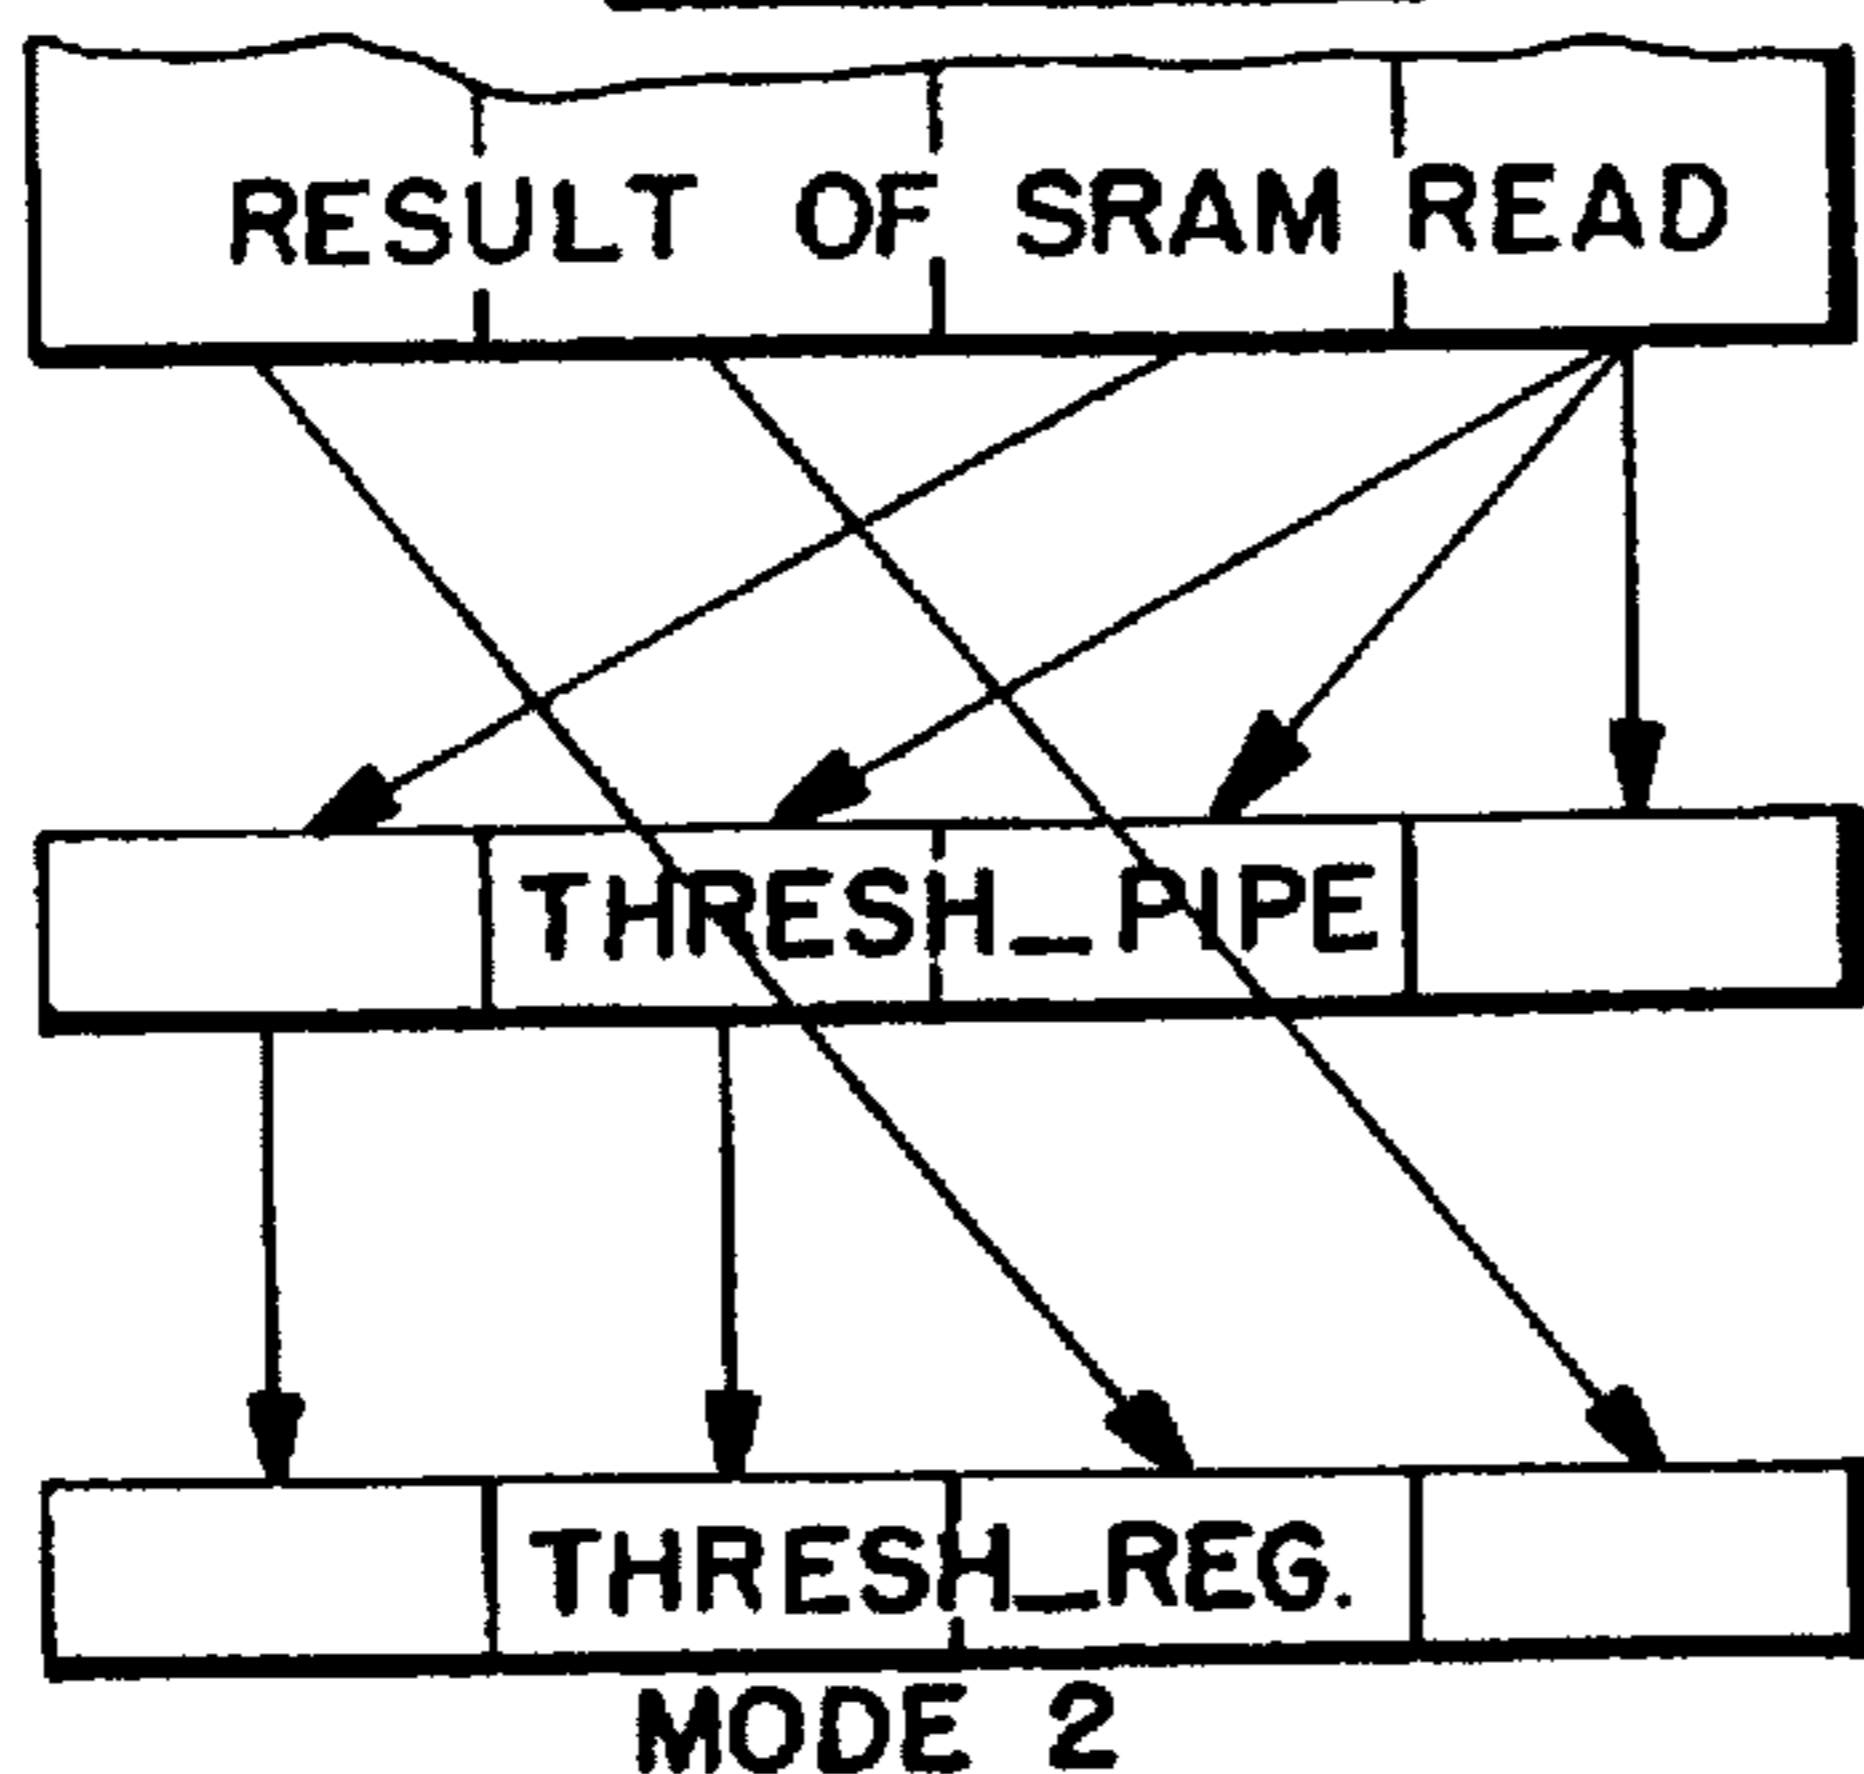 RESULT OF SRAM READ
THRESH_PIPE
THRESH_REG.
MODE 2